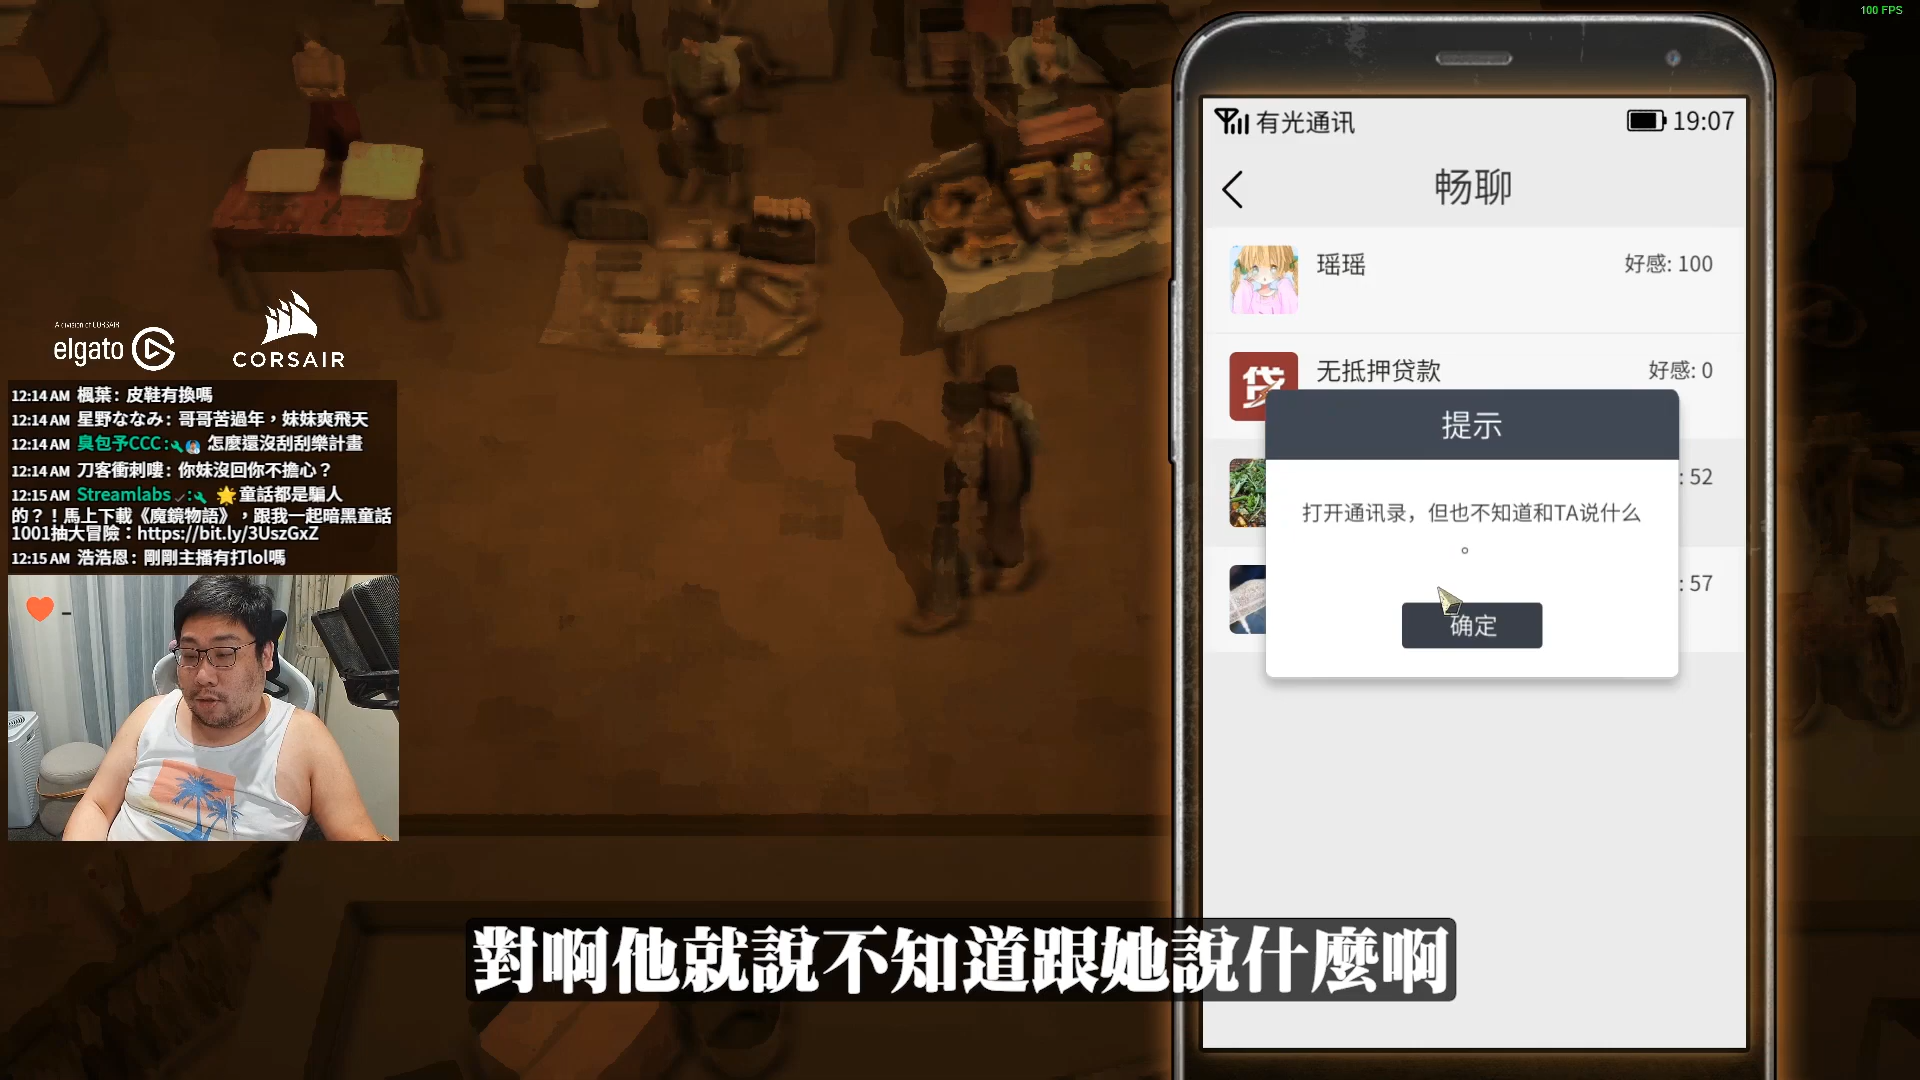 100 FPS
有光通讯
19:07
畅聊
瑶瑶
好感: 100
无抵押贷款
好感: 0
贷
提示
: 52
打开通讯录，但也不知道和TA说什么
。
: 57
确定
A division of CORSAIR
elgato
CORSAIR
12:14 AM 楓葉: 皮鞋有換嗎
12:14 AM 星野ななみ: 哥哥苦過年，妹妹爽飛天
12:14 AM 臭包予CCC: 怎麼還沒刮刮樂計畫
12:14 AM 刀客衝刺嘍: 你妹沒回你不擔心？
12:15 AM Streamlabs : 🌟童話都是騙人
的？！馬上下載《魔鏡物語》，跟我一起暗黑童話
1001抽大冒險：https://bit.ly/3UszGxZ
12:15 AM 浩浩恩: 剛剛主播有打lol嗎
-
對啊他就說不知道跟她說什麼啊